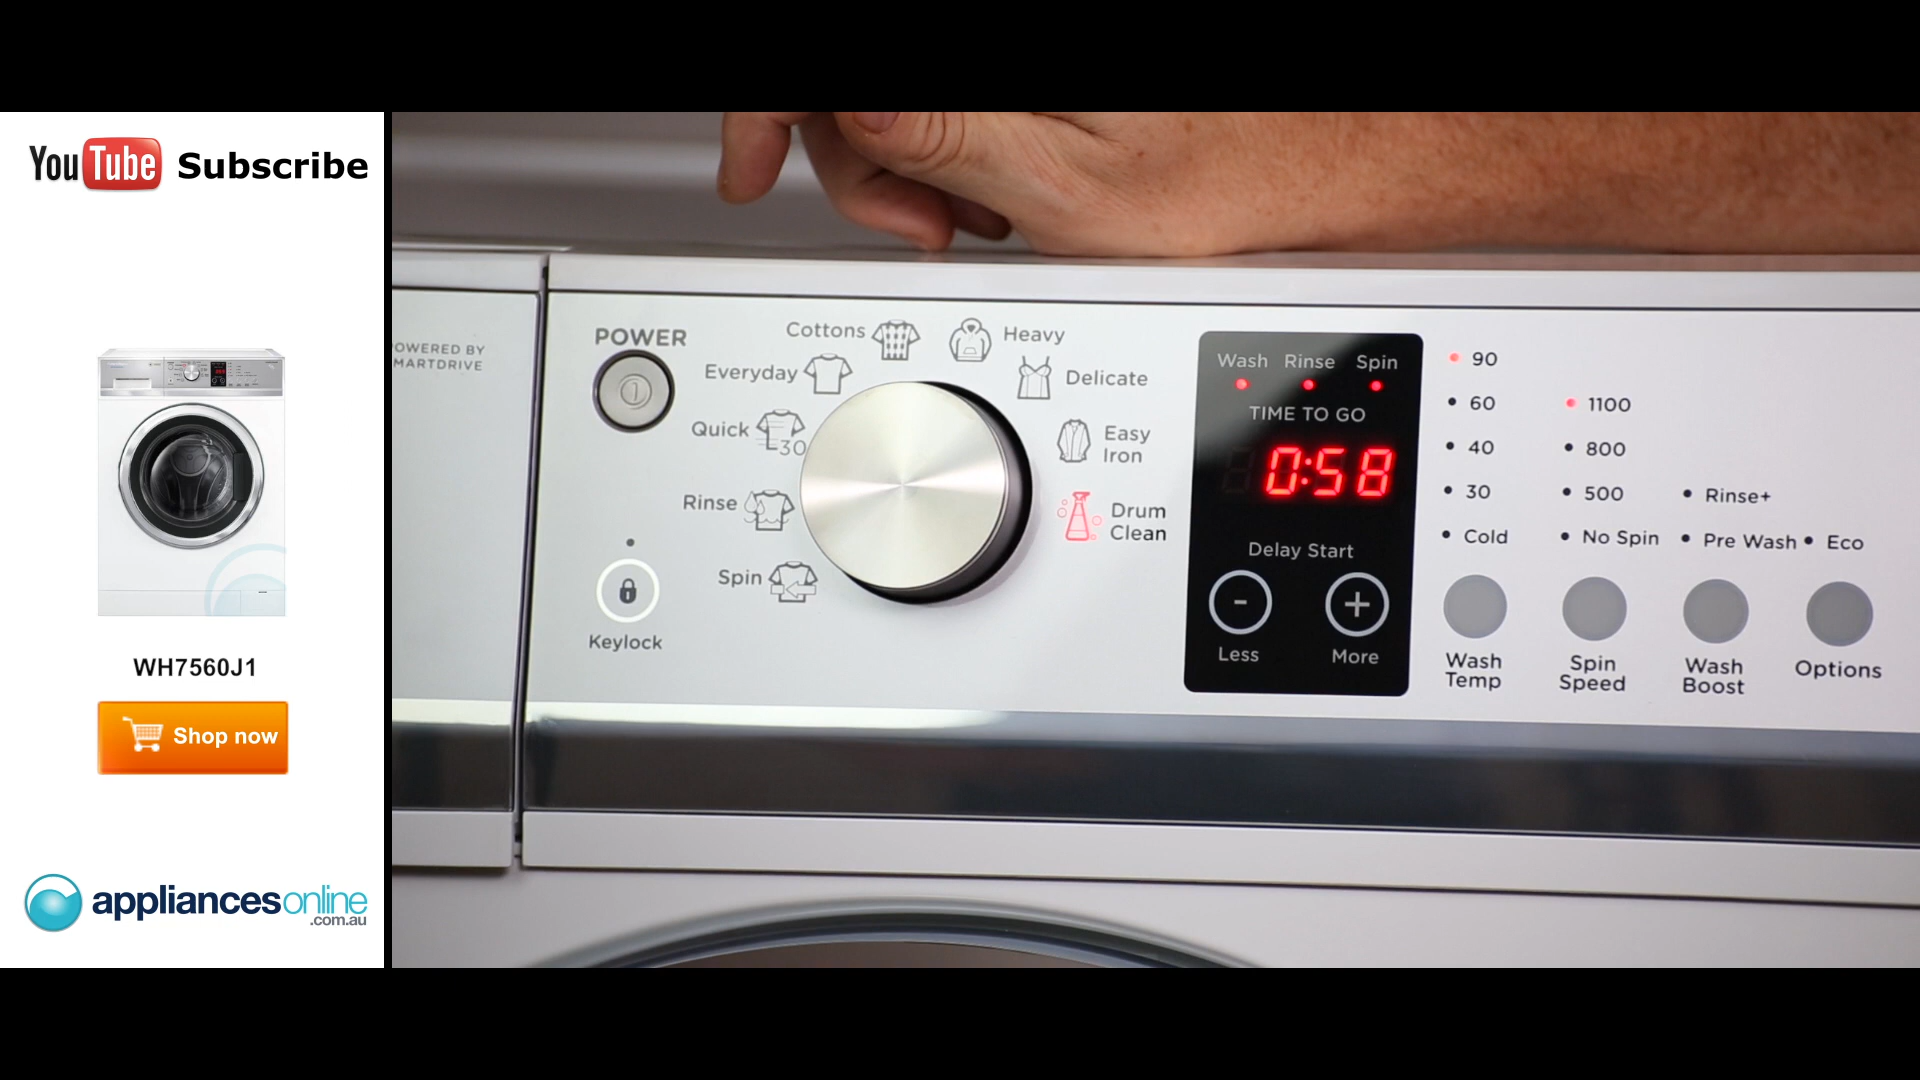 YouTube Subscribe
WH7560J1
Shop now
appliancesonline
.com.au
OWERED BY
MARTDRIVE
POWER
Keylock
Cottons
Everyday
Quick
30
Rinse
Spin
Heavy
Delicate
Easy
Iron
Drum
Clean
Wash Rinse Spin
TIME TO GO
0:58
Delay Start
- +
Less More
90
60
40
30
Cold
Wash
Temp
1100
800
500
No Spin
Spin
Speed
Rinse+
Pre Wash
Wash
Boost
Eco
Options